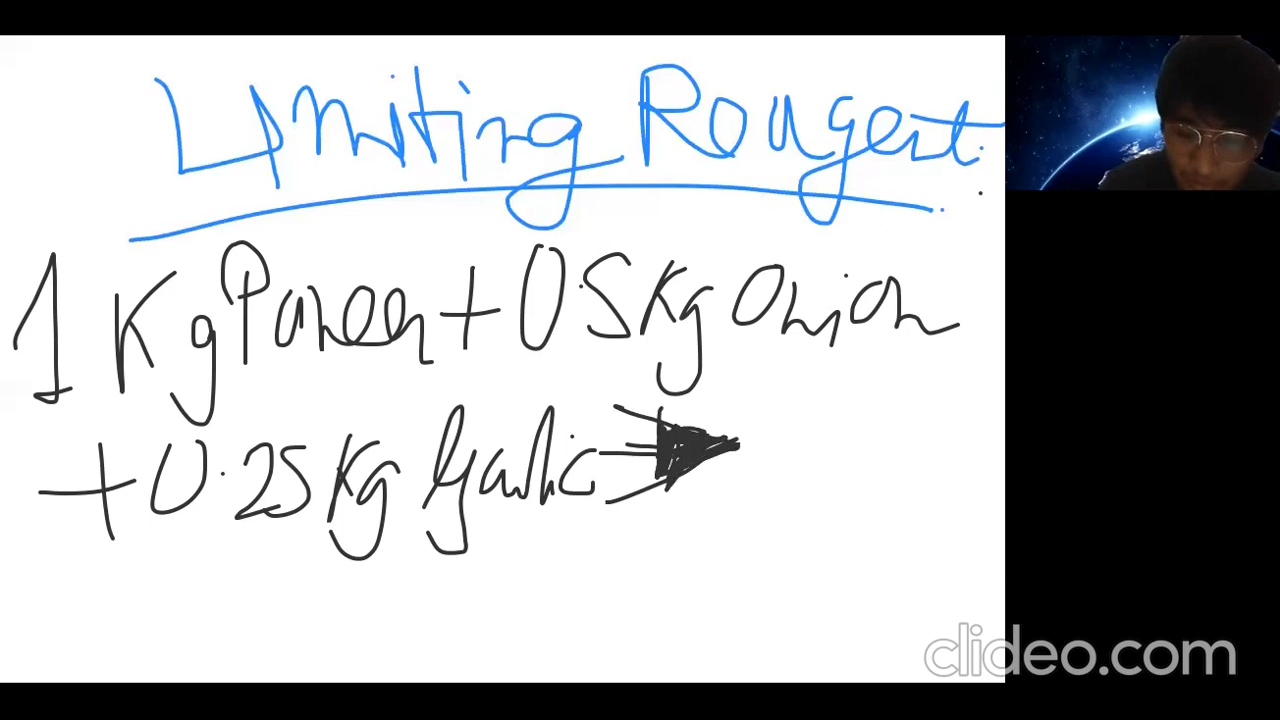 Limiting Reagent
1 Kg Paneer + 0.5 Kg Onion
+ 0.25 Kg Garlic
clideo.com